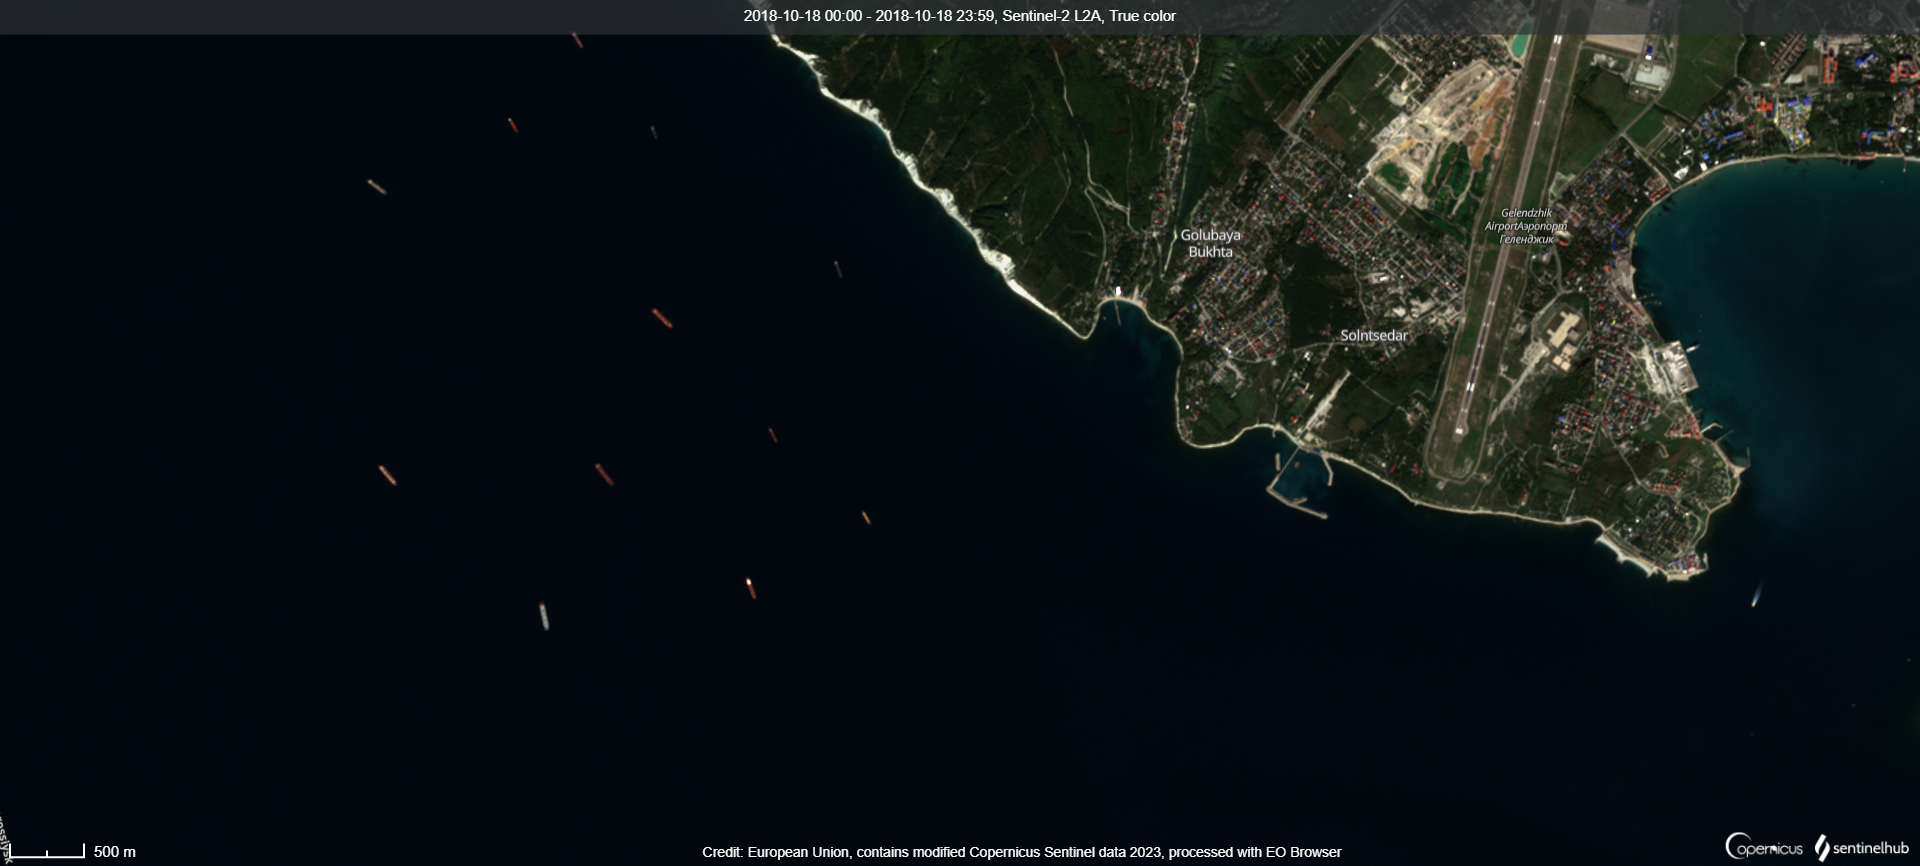 2018-10-18 00:00 - 2018-10-18 23:59, Sentinel-2 L2A, True color
Gelendzhik
AirportАэропорт
Геленджик
Golubaya
Bukhta
Solntsedar
500 m
Credit: European Union, contains modified Copernicus Sentinel data 2023, processed with EO Browser
Copernicus
sentinelhub